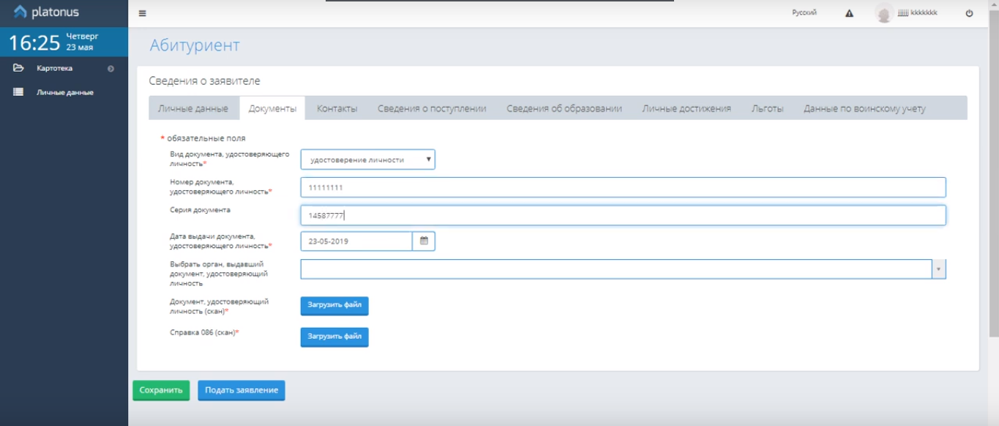 platonus
Русский
jjjjj kkkkkkk
16:25
Четверг
23 мая
Картотека
Личные данные
Абитуриент
Сведения о заявителе
Личные данные
Документы
Контакты
Сведения о поступлении
Сведения об образовании
Личные достижения
Льготы
Данные по воинскому учету
* обязательные поля
Вид документа, удостоверяющего
личность*
удостоверение личности
Номер документа,
удостоверяющего личность*
11111111
Серия документа
14587777
Дата выдачи документа,
удостоверяющего личность*
23-05-2019
Выбрать орган, выдавший
документ, удостоверяющий
личность
Документ, удостоверяющий
личность (скан)*
Загрузить файл
Справка 086 (скан)*
Загрузить файл
Сохранить
Подать заявление